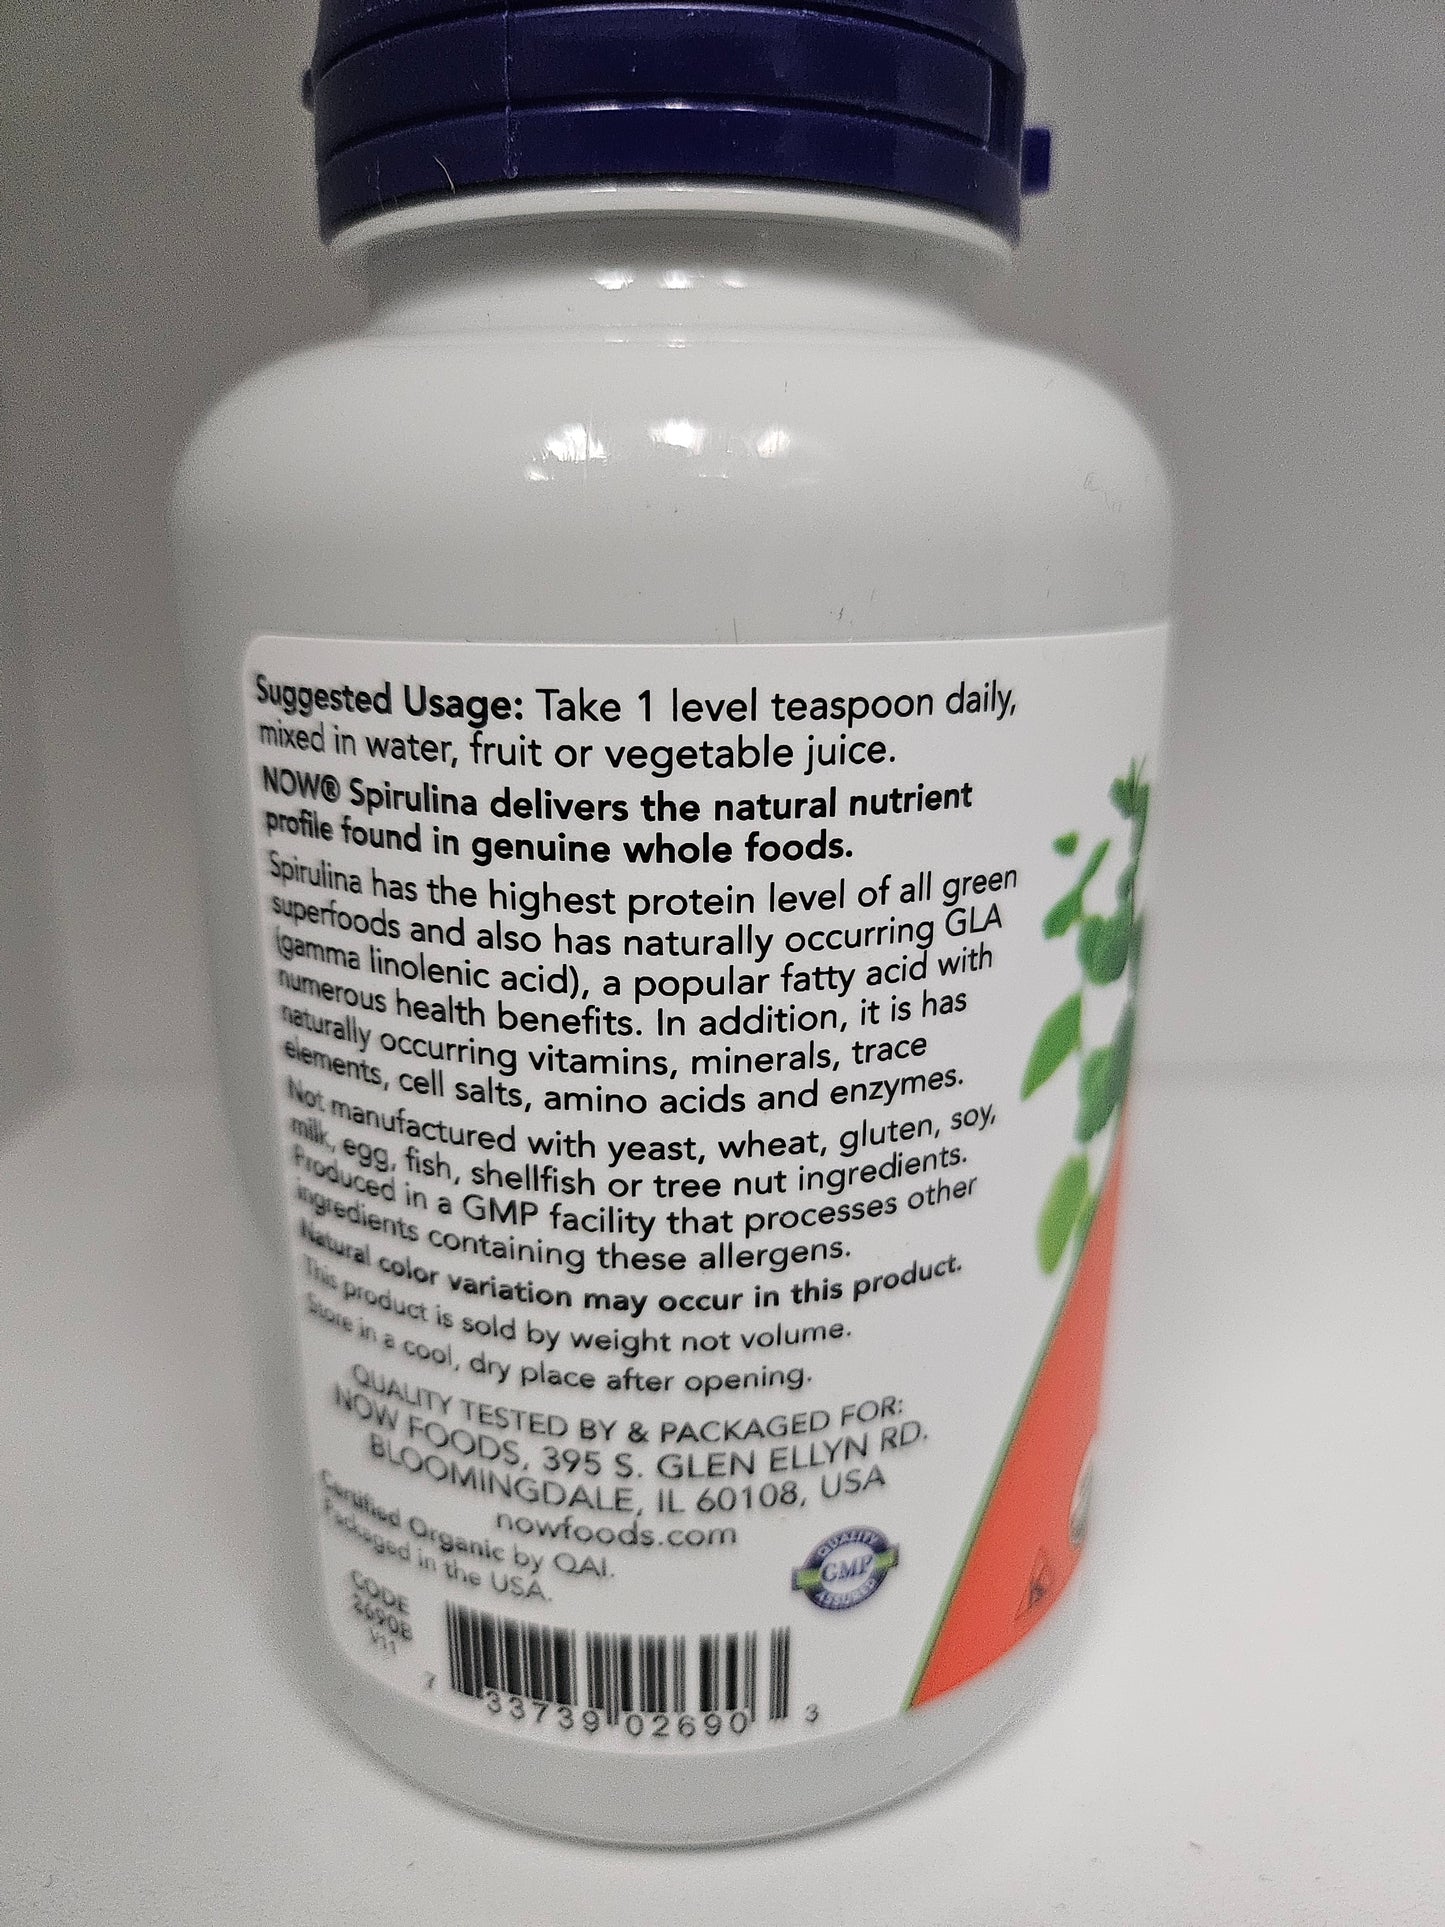 Suggested Usage: Take 1 level teaspoon daily,
mixed in water, fruit or vegetable juice.
NOW® Spirulina delivers the natural nutrient
profile found in genuine whole foods.
Spirulina has the highest protein level of all green
superfoods and also has naturally occurring GLA
(gamma linolenic acid), a popular fatty acid with
numerous health benefits. In addition, it is has
naturally occurring vitamins, minerals, trace
elements, cell salts, amino acids and enzymes.
Not manufactured with yeast, wheat, gluten, soy,
milk, egg, fish, shellfish or tree nut ingredients.
Produced in a GMP facility that processes other
ingredients containing these allergens.
Natural color variation may occur in this product.
This product is sold by weight not volume.
Store in a cool, dry place after opening.
QUALITY TESTED BY & PACKAGED FOR:
NOW FOODS, 395 S. GLEN ELLYN RD.
BLOOMINGDALE, IL 60108, USA
nowfoods.com
Certified Organic by QAI.
Packaged in the USA.
QUALITY
GMP
ASSURED
CODE
V11
7 33739 02690 3